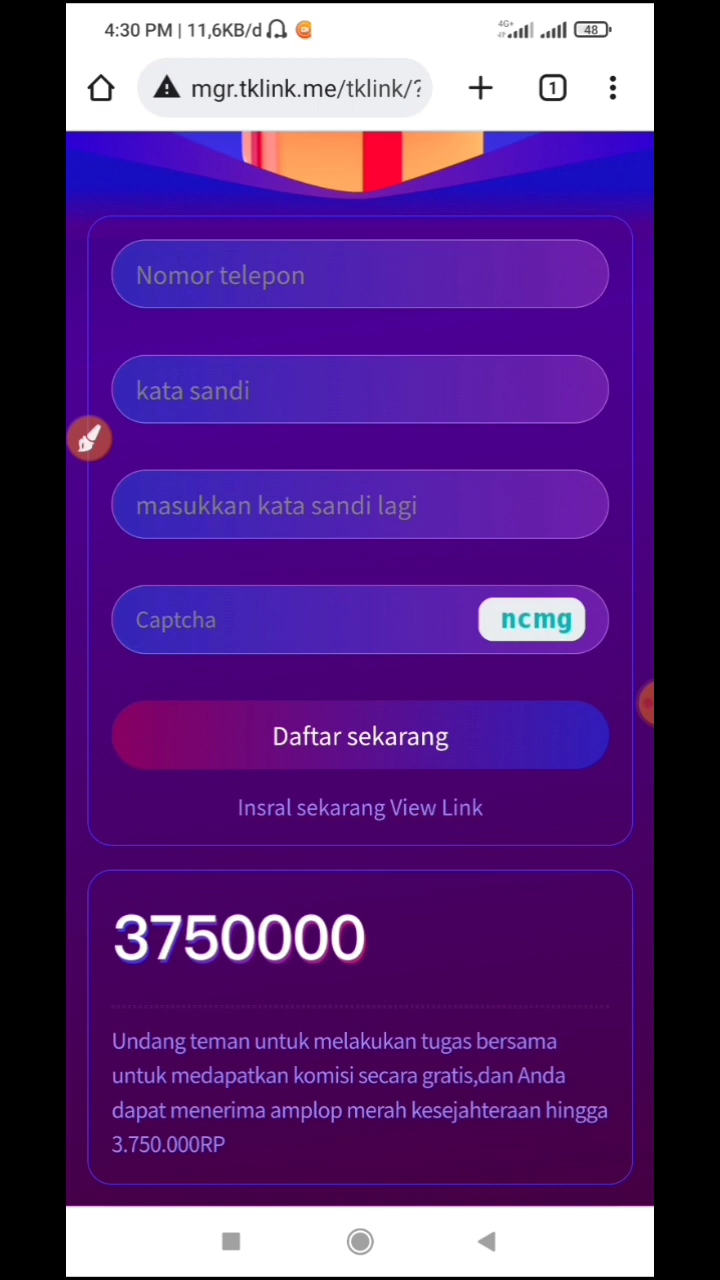 4:30 PM | 11,6KB/d
4G+
48
mgr.tklink.me/tklink/?
1
Nomor telepon
kata sandi
masukkan kata sandi lagi
Captcha
ncmg
Daftar sekarang
Insral sekarang View Link
3750000
Undang teman untuk melakukan tugas bersama
untuk medapatkan komisi secara gratis,dan Anda
dapat menerima amplop merah kesejahteraan hingga
3.750.000RP